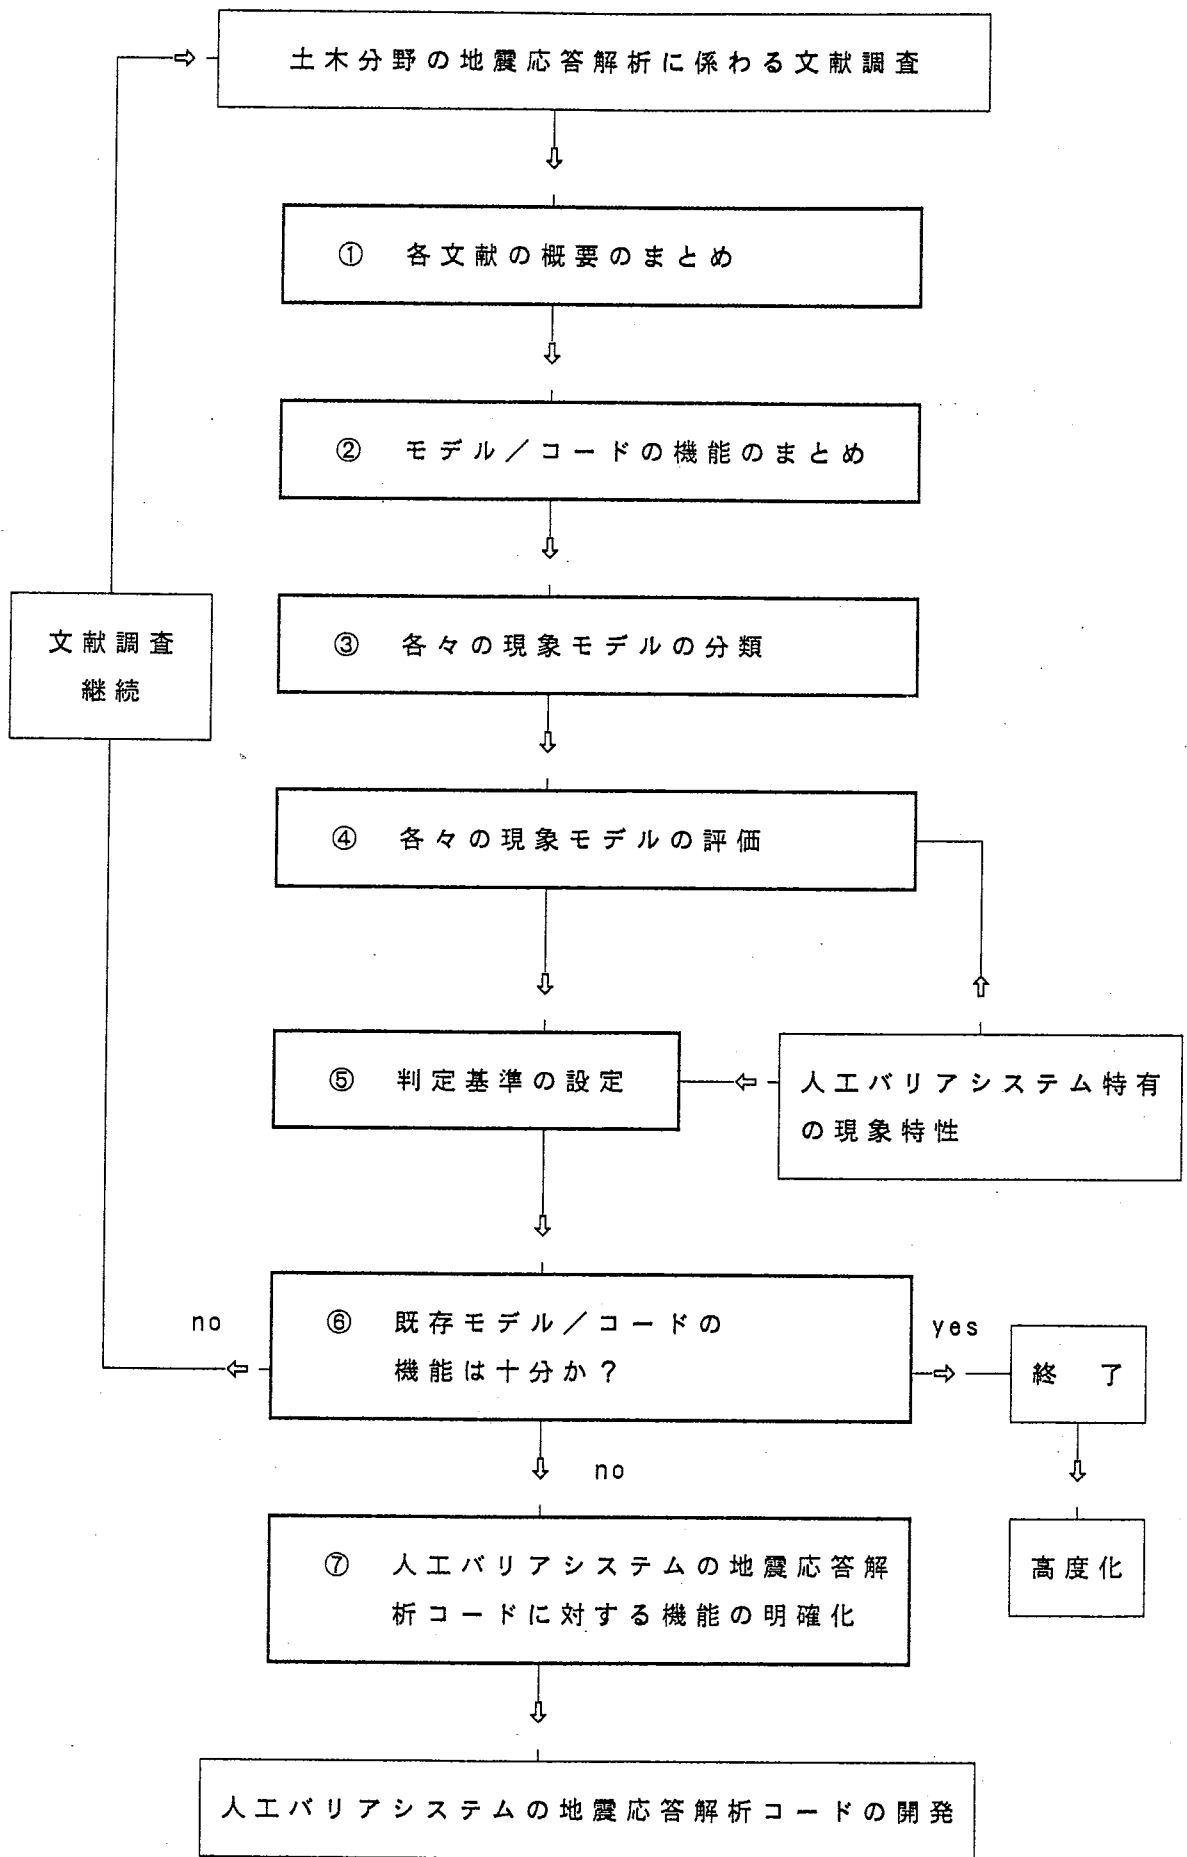 土木分野の地震応答解析に係わる文献調査
① 各文献の概要のまとめ
② モデル／コードの機能のまとめ
文献調査
継続
③ 各々の現象モデルの分類
④ 各々の現象モデルの評価
⑤ 判定基準の設定
人工バリアシステム特有
の現象特性
no
⑥ 既存モデル／コードの
機能は十分か？
yes
終 了
no
⑦ 人工バリアシステムの地震応答解
析コードに対する機能の明確化
高度化
人工バリアシステムの地震応答解析コードの開発